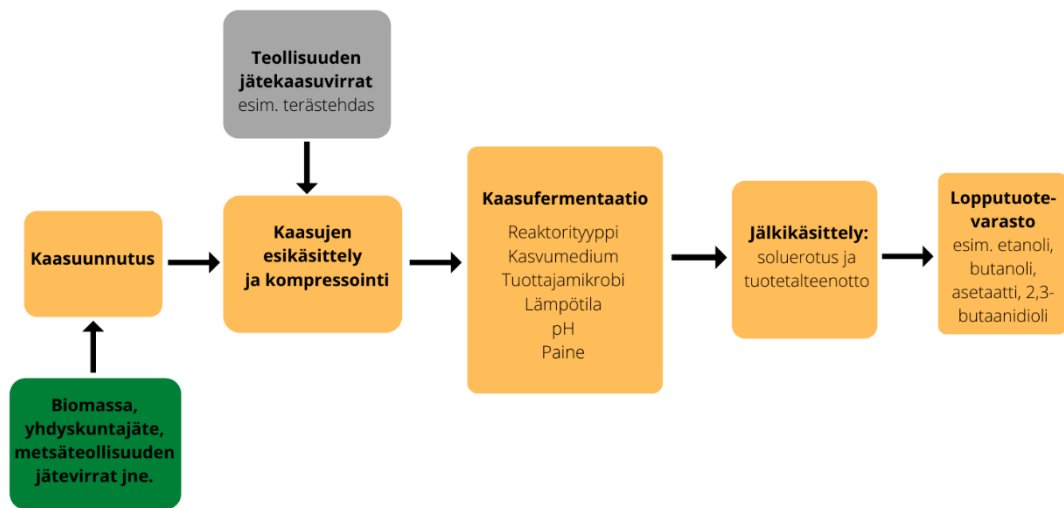 Teollisuuden
jätekaasuvirrat
esim. terästehdas
Kaasuunnutus
Kaasujen
esikäsittely
ja kompressointi
Kaasufermentaatio
Reaktorityyppi
Kasvumedium
Tuottajamikrobi
Lämpötila
pH
Paine
Jälkikäsittely:
soluerotus ja
tuotetalteenotto
Lopputuote-
varasto
esim. etanoli,
butanoli,
asetaatti, 2,3-
butaanidioli
Biomassa,
yhdyskuntajäte,
metsäteollisuuden
jätevirrat jne.